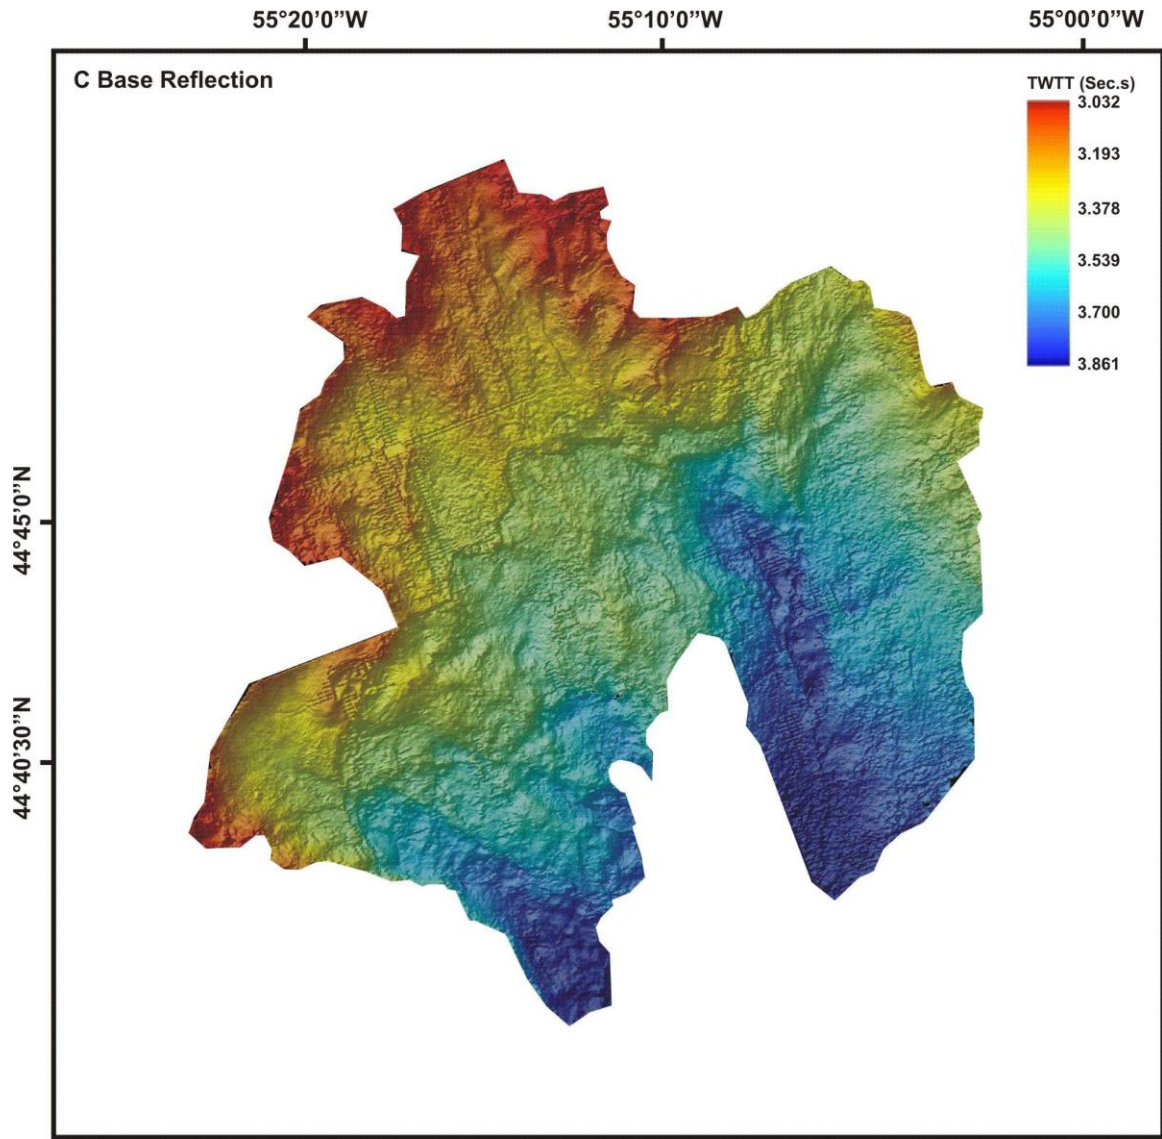 55°20’0”W 55°10’0”W 55°00’0”W
C Base Reflection
TWTT (Sec.s)
3.032
3.193
3.378
3.539
3.700
3.861
44°45’0”N
44°40’30”N